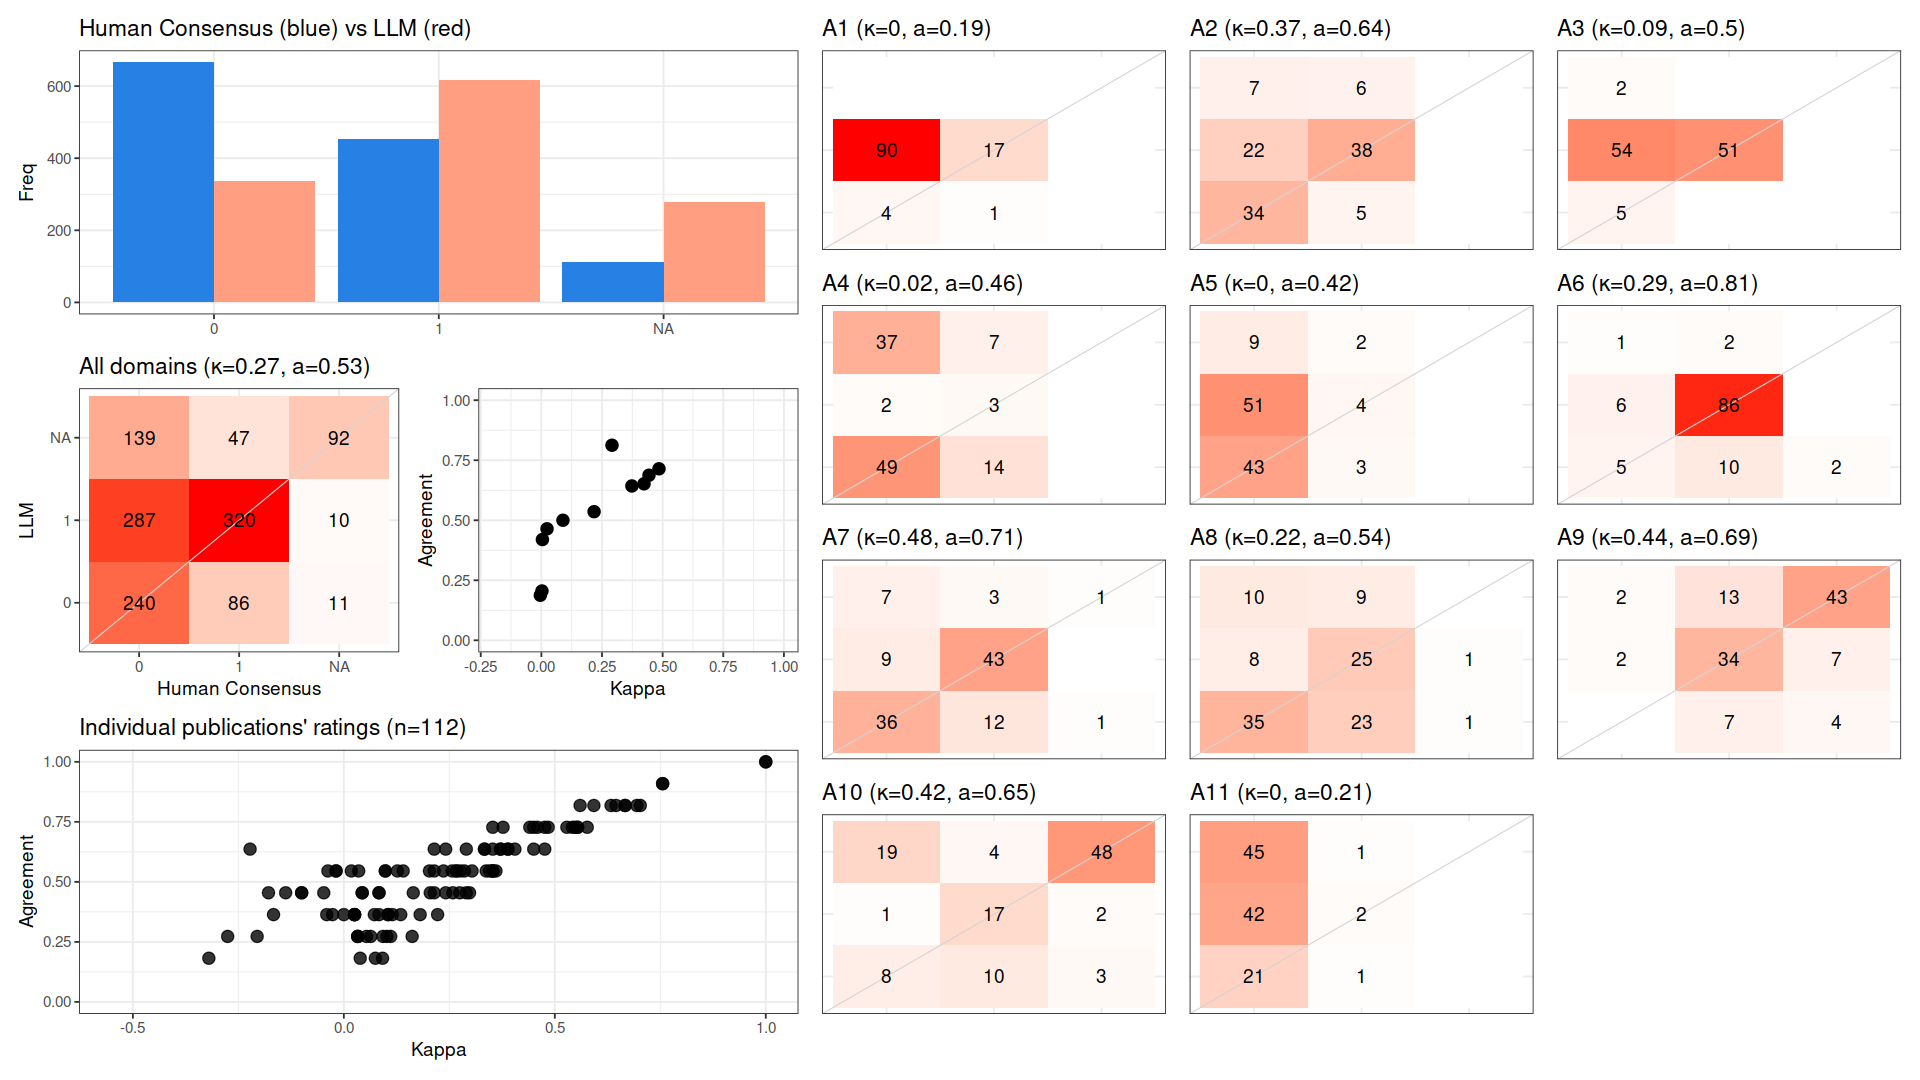 Human Consensus (blue) vs LLM (red)
Freq
600
400
200
0
0 1 NA
All domains (κ=0.27, a=0.53)
LLM
NA 139 47 92
1 287 320 10
0 240 86 11
0 1 NA
Human Consensus
Agreement
1.00
0.75
0.50
0.25
0.00
-0.25 0.00 0.25 0.50 0.75 1.00
Kappa
Individual publications' ratings (n=112)
Agreement
1.00
0.75
0.50
0.25
0.00
-0.5 0.0 0.5 1.0
Kappa
A1 (κ=0, a=0.19)
90 17
4 1
A2 (κ=0.37, a=0.64)
7 6
22 38
34 5
A3 (κ=0.09, a=0.5)
2
54 51
5
A4 (κ=0.02, a=0.46)
37 7
2 3
49 14
A5 (κ=0, a=0.42)
9 2
51 4
43 3
A6 (κ=0.29, a=0.81)
1 2
6 86
5 10 2
A7 (κ=0.48, a=0.71)
7 3 1
9 43
36 12 1
A8 (κ=0.22, a=0.54)
10 9
8 25 1
35 23 1
A9 (κ=0.44, a=0.69)
2 13 43
2 34 7
7 4
A10 (κ=0.42, a=0.65)
19 4 48
1 17 2
8 10 3
A11 (κ=0, a=0.21)
45 1
42 2
21 1